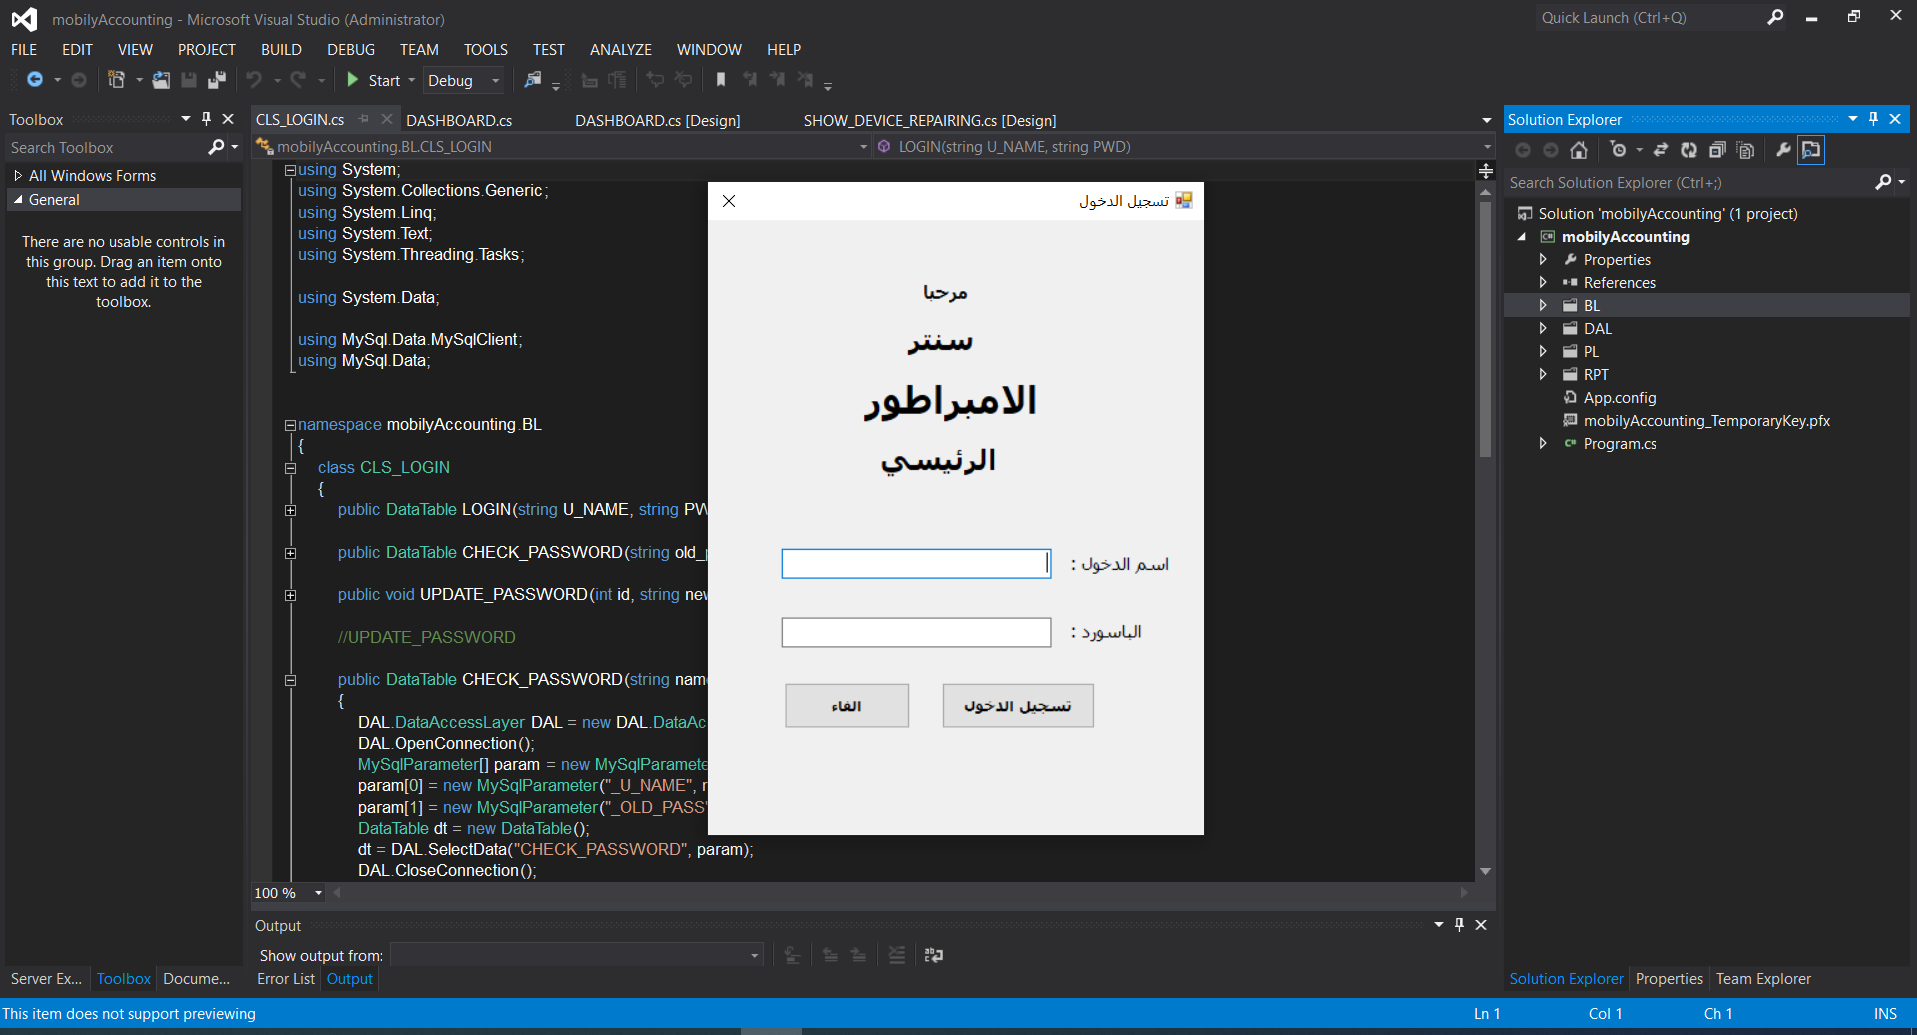 mobilyAccounting - Microsoft Visual Studio (Administrator)
Quick Launch (Ctrl+Q)
FILE EDIT VIEW PROJECT BUILD DEBUG TEAM TOOLS TEST ANALYZE WINDOW HELP
Start Debug
Toolbox
Search Toolbox
All Windows Forms
General
There are no usable controls in
this group. Drag an item onto
this text to add it to the
toolbox.
CLS_LOGIN.cs DASHBOARD.cs DASHBOARD.cs [Design] SHOW_DEVICE_REPAIRING.cs [Design]
mobilyAccounting.BL.CLS_LOGIN LOGIN(string U_NAME, string PWD)
using System;
using System.Collections.Generic;
using System.Linq;
using System.Text;
using System.Threading.Tasks;
using System.Data;
using MySql.Data.MySqlClient;
using MySql.Data;
namespace mobilyAccounting.BL
{
class CLS_LOGIN
{
public DataTable LOGIN(string U_NAME, string PW
public DataTable CHECK_PASSWORD(string old_
public void UPDATE_PASSWORD(int id, string new
//UPDATE_PASSWORD
public DataTable CHECK_PASSWORD(string nam
{
DAL.DataAccessLayer DAL = new DAL.DataAc
DAL.OpenConnection();
MySqlParameter[] param = new MySqlParamete
param[0] = new MySqlParameter("_U_NAME", n
param[1] = new MySqlParameter("_OLD_PASS"
DataTable dt = new DataTable();
dt = DAL.SelectData("CHECK_PASSWORD", param);
DAL.CloseConnection();
100 %
تسجيل الدخول
مرحبا
سنتر
الامبراطور
الرئيسي
اسم الدخول :
الباسورد :
تسجيل الدخول
الغاء
Output
Show output from:
Server Ex... Toolbox Docume...
Error List Output
Solution Explorer
Search Solution Explorer (Ctrl+;)
Solution 'mobilyAccounting' (1 project)
mobilyAccounting
Properties
References
BL
DAL
PL
RPT
App.config
mobilyAccounting_TemporaryKey.pfx
Program.cs
Solution Explorer Properties Team Explorer
This item does not support previewing
Ln 1 Col 1 Ch 1 INS